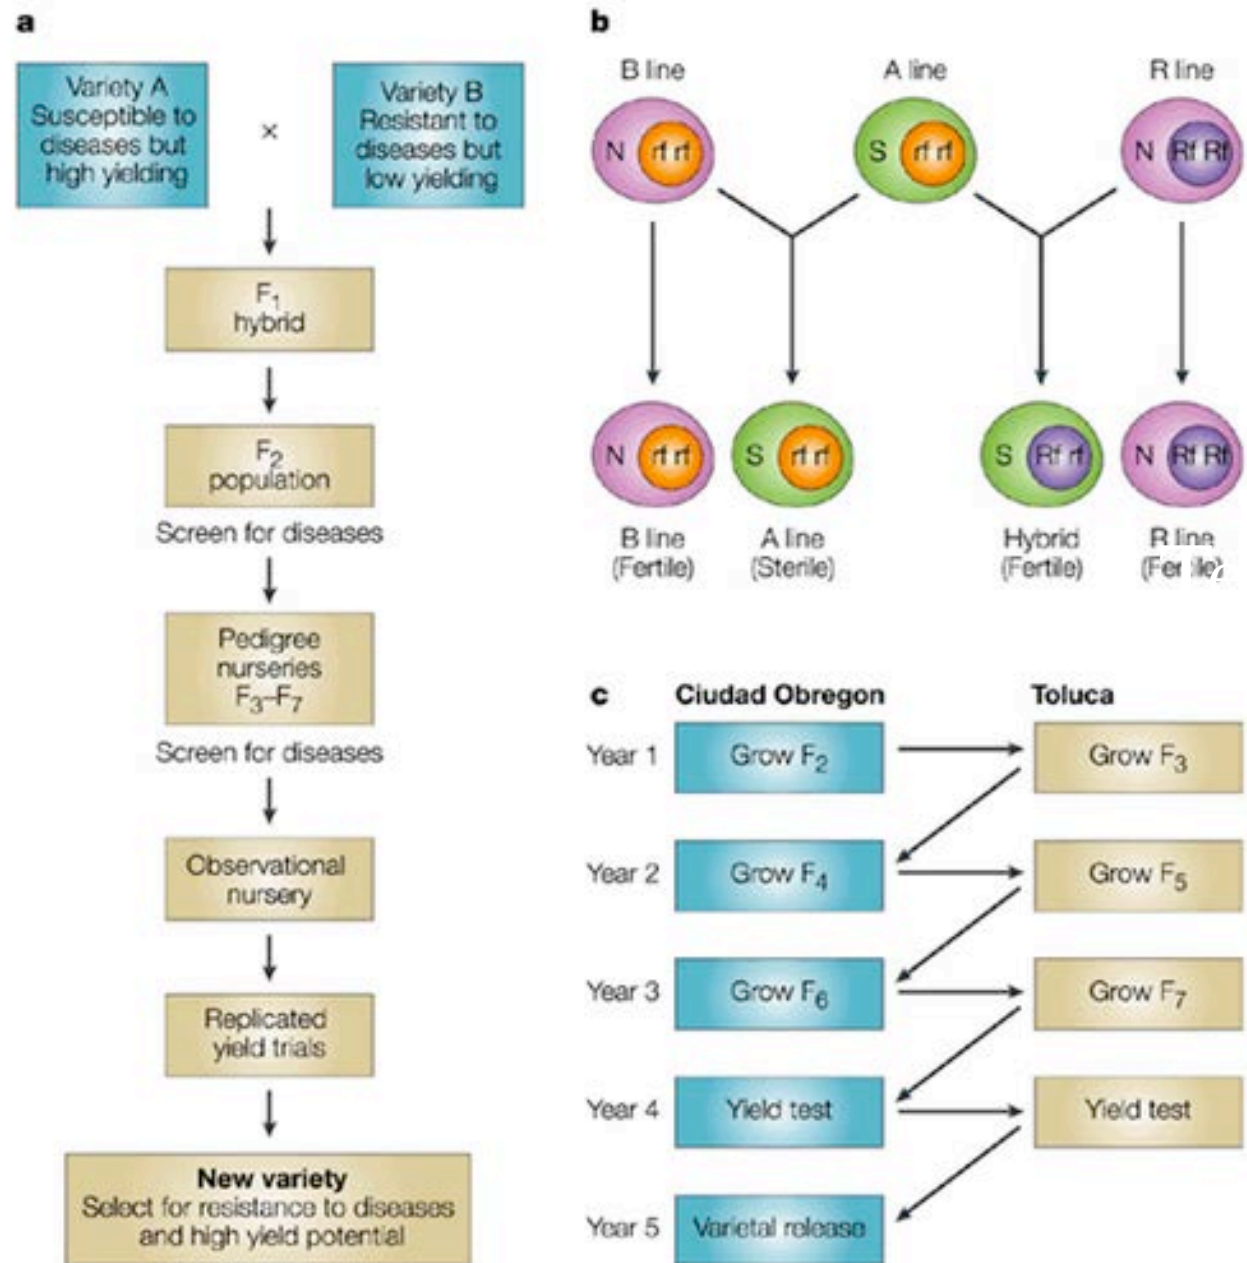 a
Variety A
Susceptible to
diseases but
high yielding
×
Variety B
Resistant to
diseases but
low yielding
F1
hybrid
F2
population
Screen for diseases
Pedigree
nurseries
F3–F7
Screen for diseases
Observational
nursery
Replicated
yield trials
New variety
Select for resistance to diseases
and high yield potential
b
B line
A line
R line
N rf rf
S rf rf
N Rf Rf
N rf rf
S rf rf
S Rf rf
N Rf Rf
B line
(Fertile)
A line
(Sterile)
Hybrid
(Fertile)
R line
(Fertile)
c
Ciudad Obregon
Toluca
Year 1
Grow F2
Grow F3
Year 2
Grow F4
Grow F5
Year 3
Grow F6
Grow F7
Year 4
Yield test
Yield test
Year 5
Varietal release